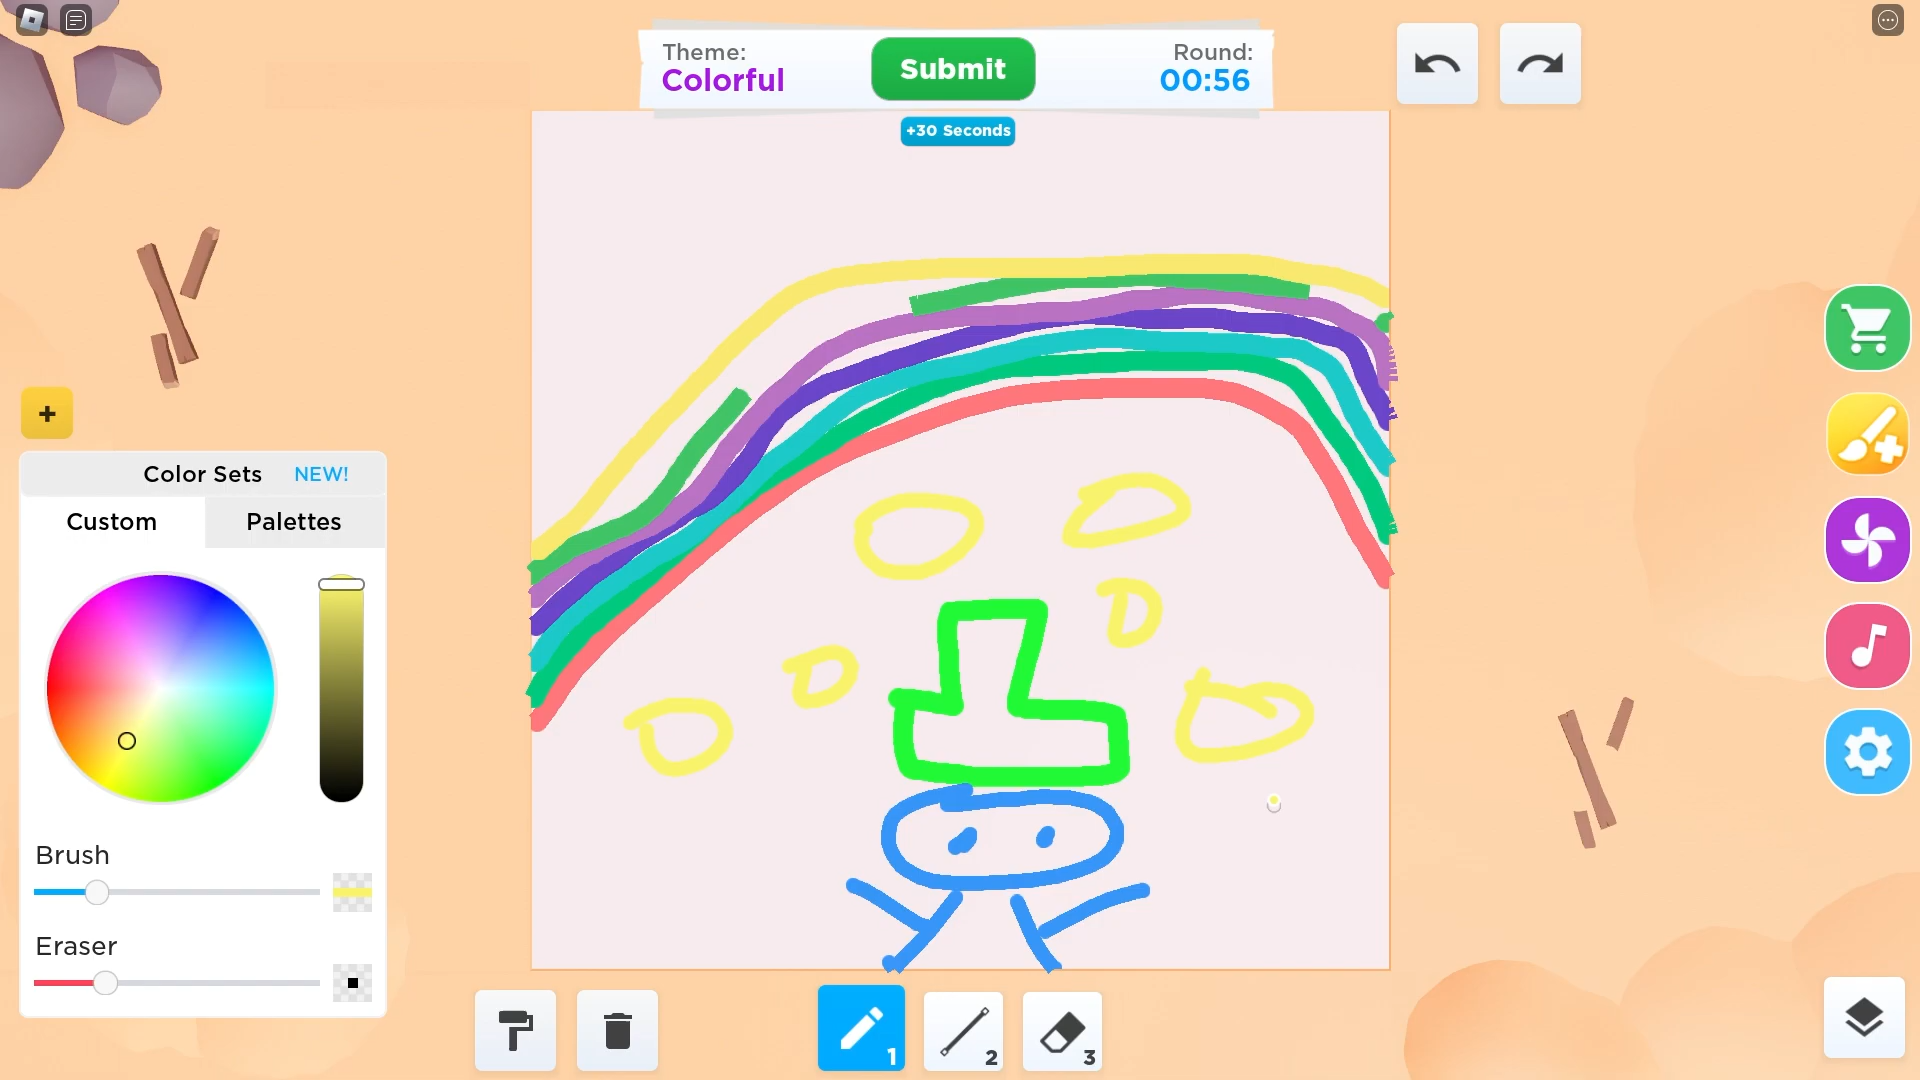 Theme:
Colorful
Submit
Round:
00:56
+30 Seconds
+
Color Sets NEW!
Custom
Palettes
Brush
Eraser
1
2
3